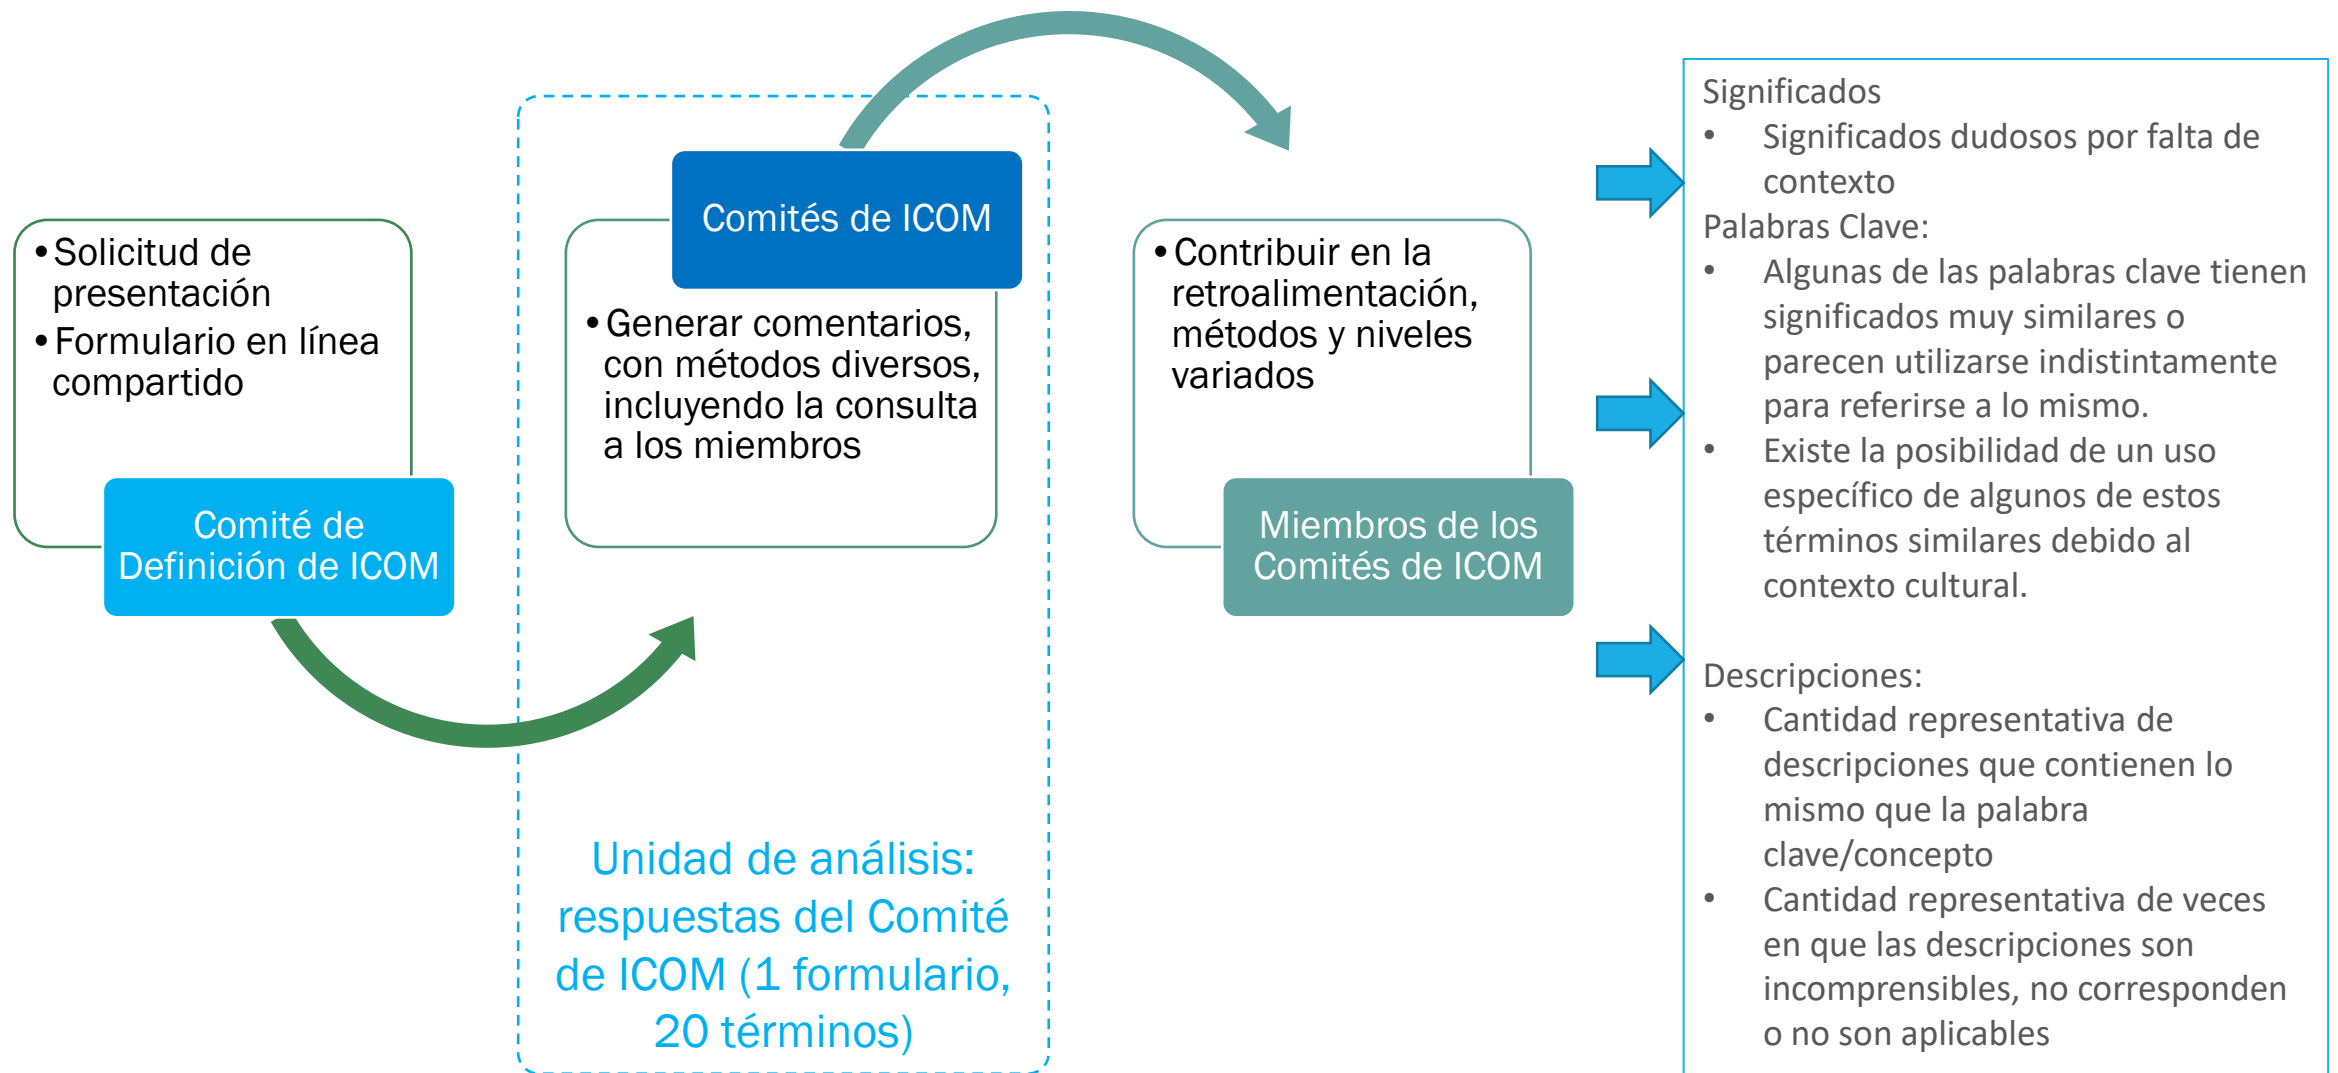 •Solicitud de
presentación
•Formulario en línea
compartido
Comité de
Definición de ICOM
Comités de ICOM
•Generar comentarios,
con métodos diversos,
incluyendo la consulta
a los miembros
Unidad de análisis:
respuestas del Comité
de ICOM (1 formulario,
20 términos)
•Contribuir en la
retroalimentación,
métodos y niveles
variados
Miembros de los
Comités de ICOM
Significados
• Significados dudosos por falta de
contexto
Palabras Clave:
• Algunas de las palabras clave tienen
significados muy similares o
parecen utilizarse indistintamente
para referirse a lo mismo.
• Existe la posibilidad de un uso
específico de algunos de estos
términos similares debido al
contexto cultural.
Descripciones:
• Cantidad representativa de
descripciones que contienen lo
mismo que la palabra
clave/concepto
• Cantidad representativa de veces
en que las descripciones son
incomprensibles, no corresponden
o no son aplicables